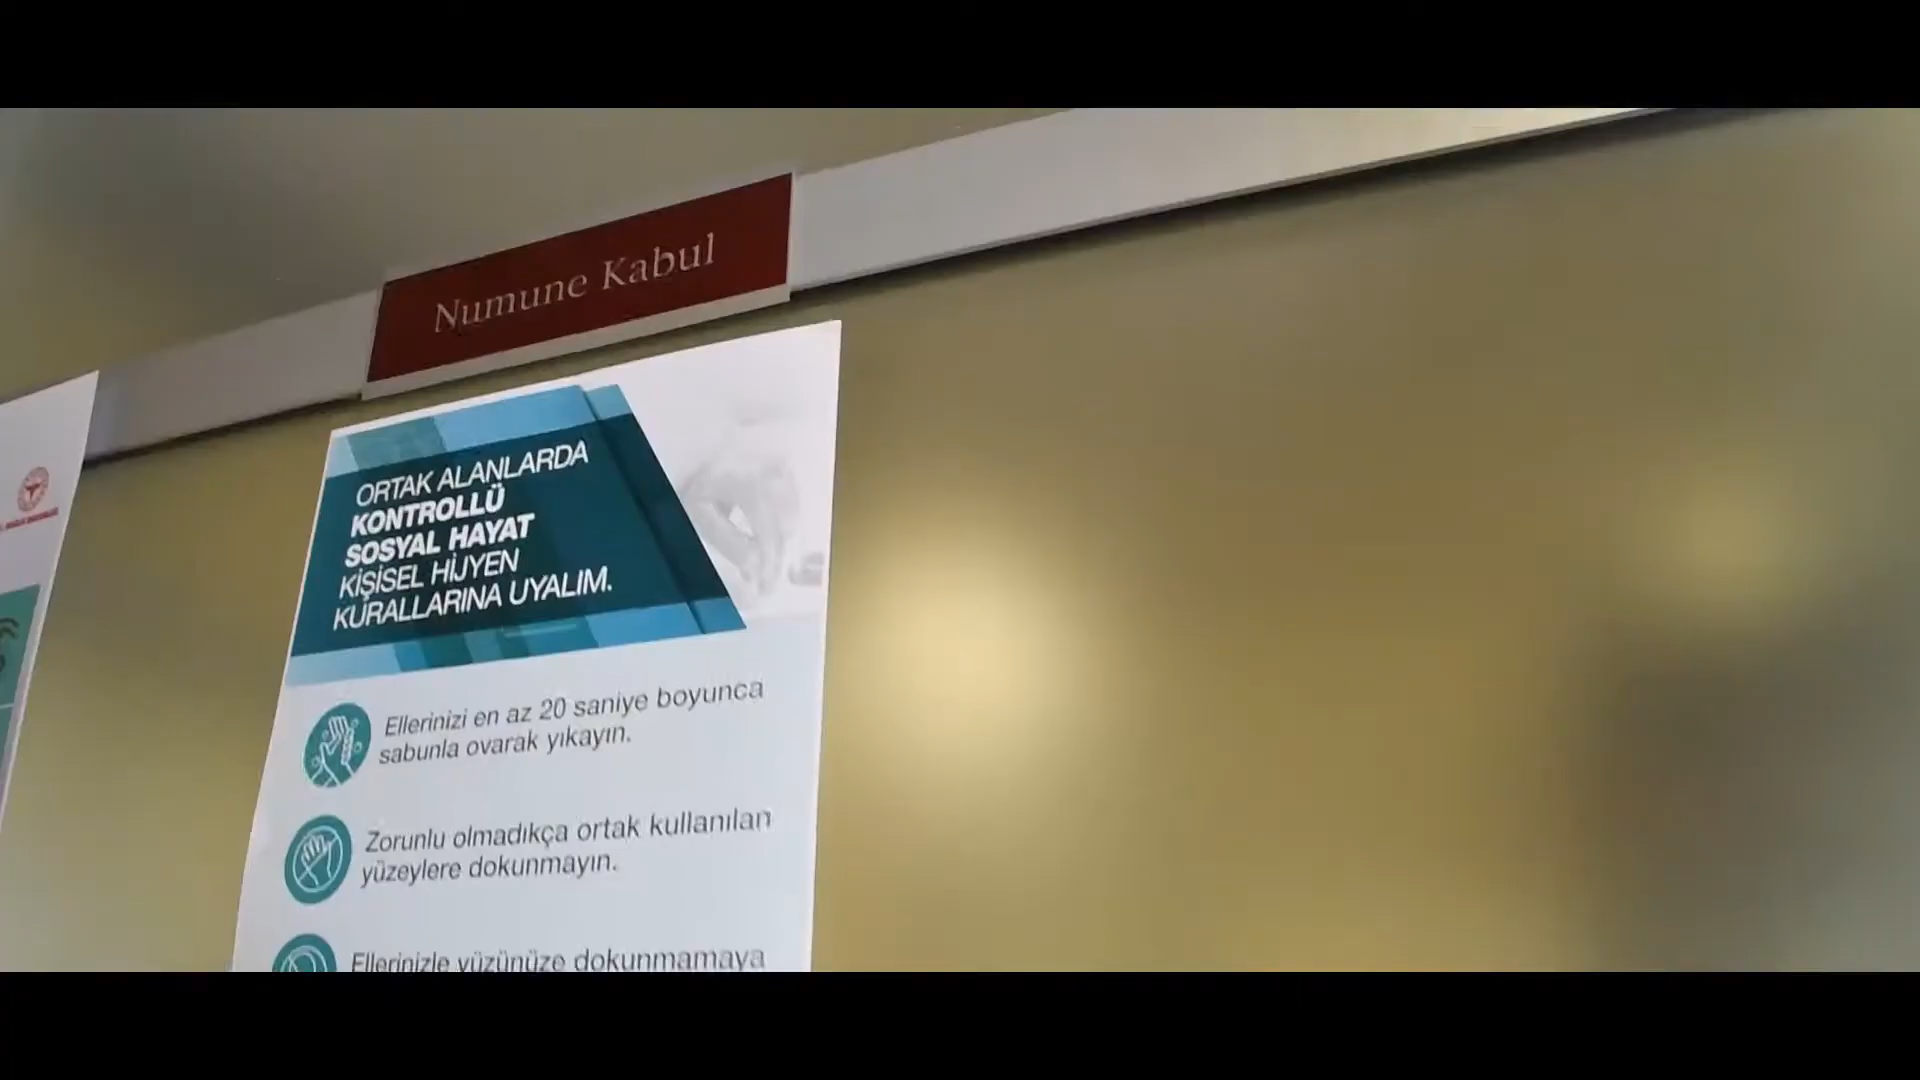 Numune Kabul
ORTAK ALANLARDA
KONTROLLÜ
SOSYAL HAYAT
KİŞİSEL HİJYEN
KURALLARINA UYALIM.
Ellerinizi en az 20 saniye boyunca
sabunla ovarak yıkayın.
Zorunlu olmadıkça ortak kullanılan
yüzeylere dokunmayın.
Ellerinizle yüzünüze dokunmamaya